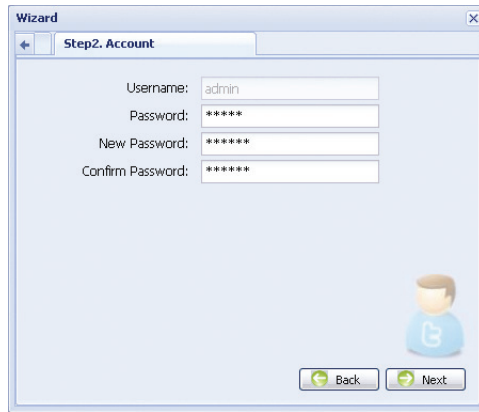 Wizard
Step2. Account
Username: admin
Password: *****
New Password: ******
Confirm Password: ******
Back Next